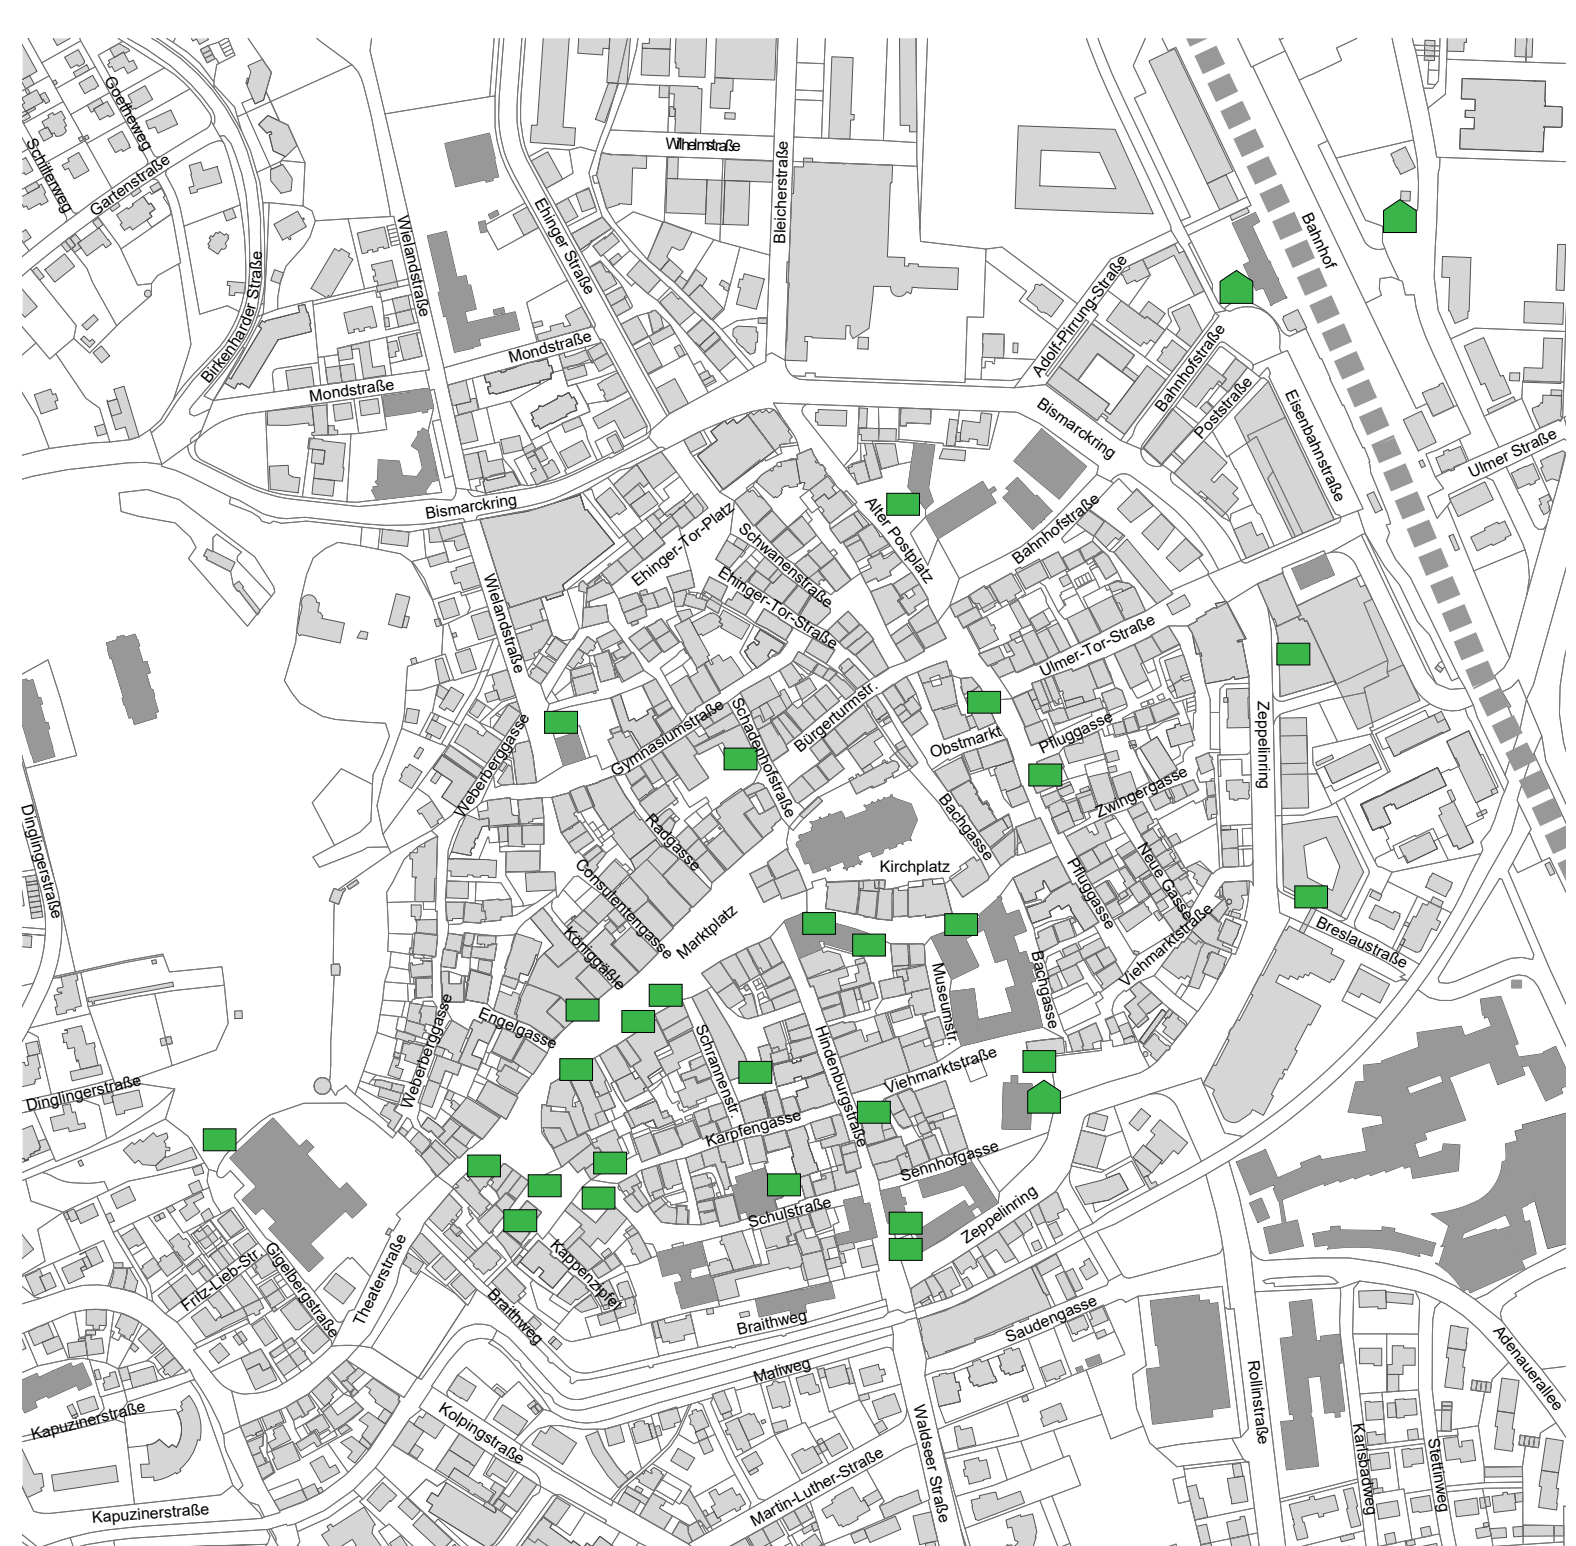 Goetheweg
Schillerweg
Gartenstraße
Wilhelmstraße
Bleicherstraße
Ehinger Straße
Wielandstraße
Birkenharder Straße
Bahnhof
Adolf-Pirrung-Straße
Bahnhofstraße
Poststraße
Mondstraße
Mondstraße
Bismarckring
Eisenbahnstraße
Ulmer Straße
Bismarckring
Ehinger-Tor-Platz
Schwanenstraße
Alter Postplatz
Bahnhofstraße
Ehinger-Tor-Straße
Wielandstraße
Ulmer-Tor-Straße
Bürgerturmstr.
Gymnasiumstraße
Schadenhofstraße
Weberberggasse
Obstmarkt
Pfluggasse
Zeppelinring
Zwingergasse
Bachgasse
Radgasse
Dinglingerstraße
Consulentengasse
Kirchplatz
Neue Gasse
Pfluggasse
Marktplatz
Königgäßle
Viehmarktstraße
Breslaustraße
Museumstr.
Bachgasse
Engelgasse
Weberberggasse
Schrannenstr.
Hindenburgstraße
Viehmarktstraße
Dinglingerstraße
Karpfengasse
Sennhofgasse
Schulstraße
Zeppelinring
Fritz-Lieb-Str.
Gigelbergstraße
Theaterstraße
Kappenzipfel
Braithweg
Braithweg
Saudengasse
Maliweg
Rollinstraße
Adenauerallee
Kapuzinerstraße
Kolpingstraße
Waldseer Straße
Martin-Luther-Straße
Karlsbadweg
Stettinweg
Kapuzinerstraße